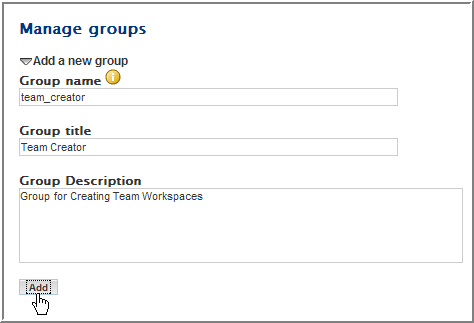 Manage groups
Add a new group
Group name
team_creator
Group title
Team Creator
Group Description
Group for Creating Team Workspaces
Add